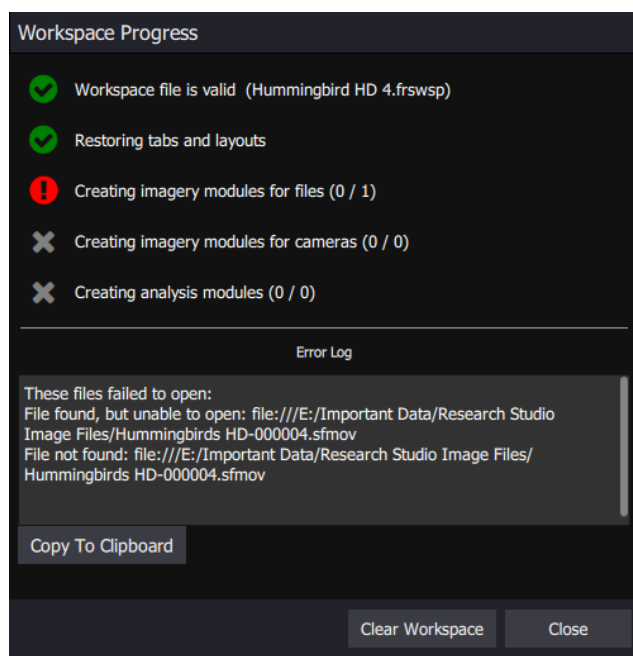 Workspace Progress
Workspace file is valid  (Hummingbird HD 4.frswsp)
Restoring tabs and layouts
Creating imagery modules for files (0 / 1)
Creating imagery modules for cameras (0 / 0)
Creating analysis modules (0 / 0)
Error Log
These files failed to open:
File found, but unable to open: file:///E:/Important Data/Research Studio
Image Files/Hummingbirds HD-000004.sfmov
File not found: file:///E:/Important Data/Research Studio Image Files/
Hummingbirds HD-000004.sfmov
Copy To Clipboard
Clear Workspace
Close